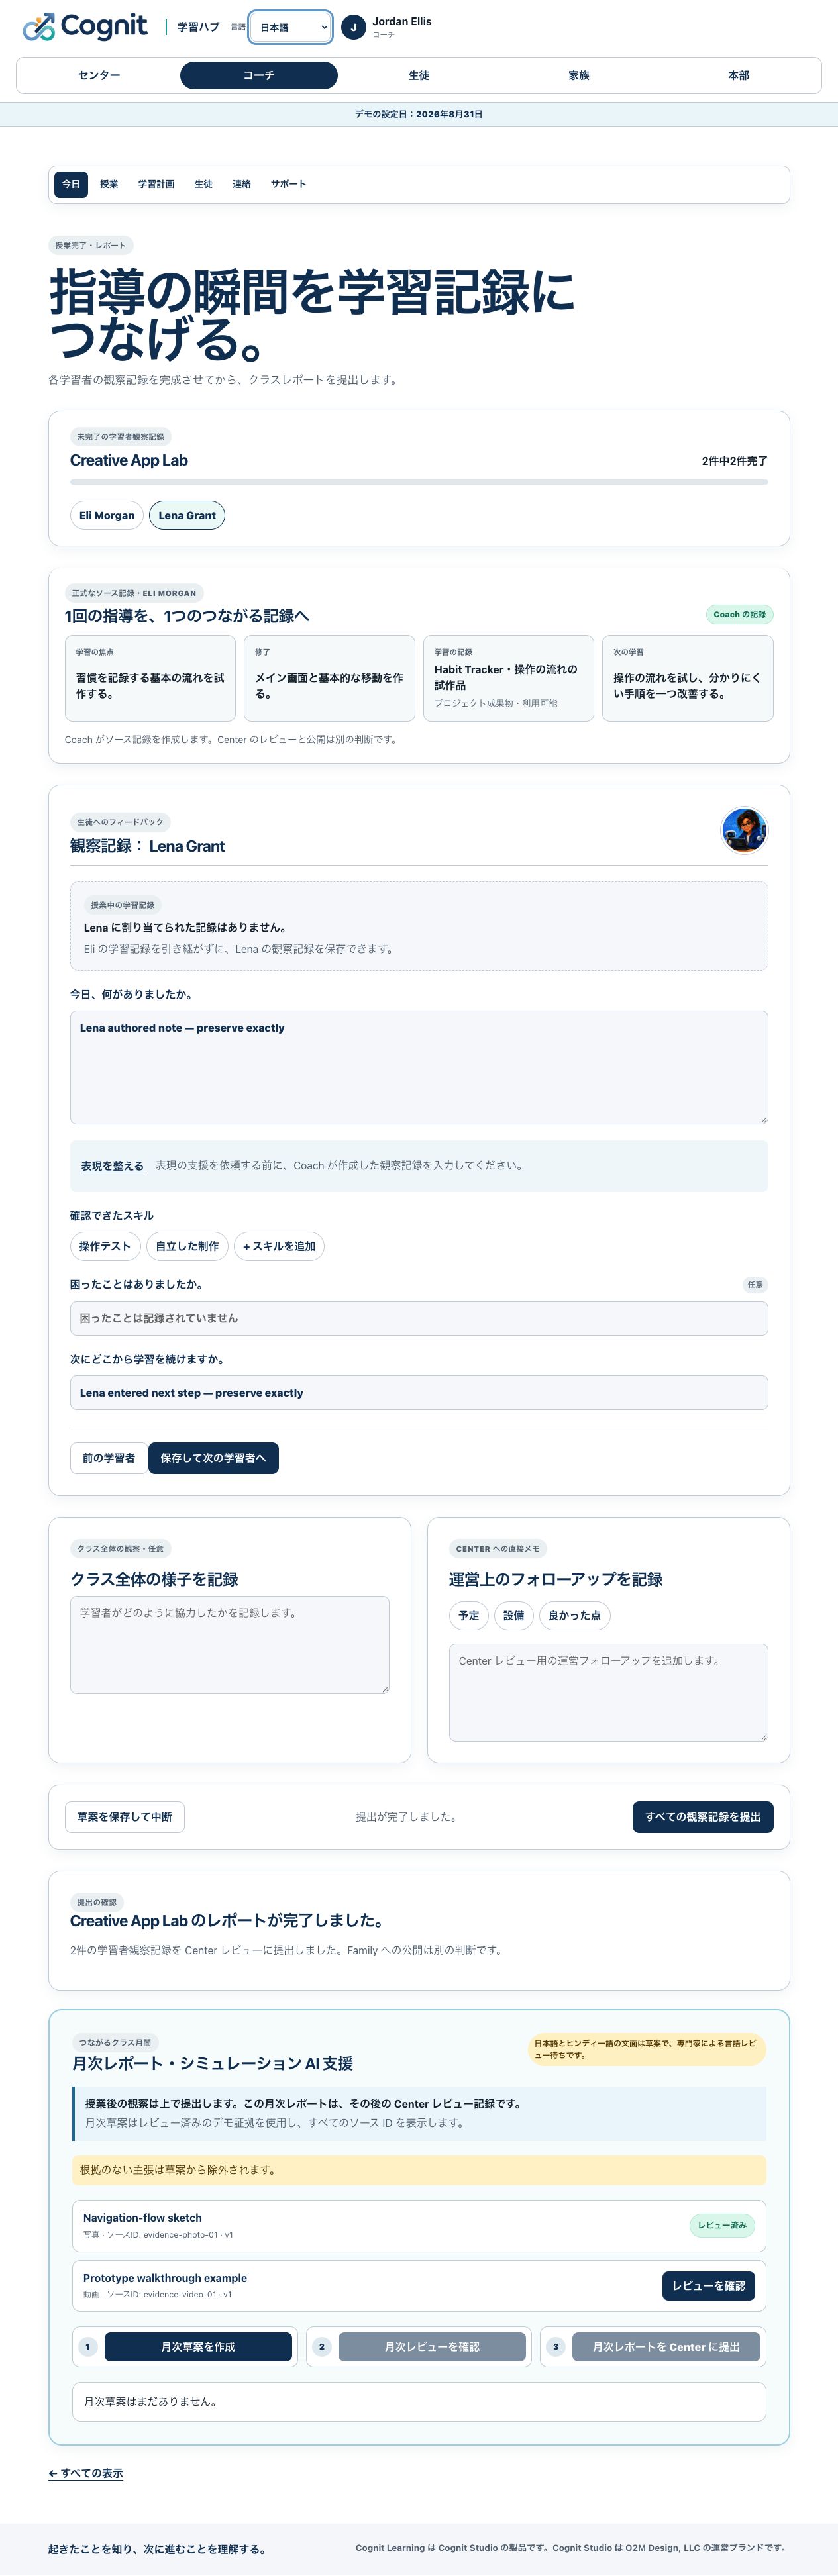 Cognit
学習ハブ
言語
日本語
J
Jordan Ellis
コーチ
センター
コーチ
生徒
家族
本部
デモの設定日：2026年8月31日
今日
授業
学習計画
生徒
連絡
サポート
授業完了・レポート
指導の瞬間を学習記録に
つなげる。
各学習者の観察記録を完成させてから、クラスレポートを提出します。
未完了の学習者観察記録
Creative App Lab
2件中2件完了
Eli Morgan
Lena Grant
正式なソース記録・ELI MORGAN
1回の指導を、1つのつながる記録へ
Coach の記録
学習の焦点
習慣を記録する基本の流れを試
作する。
修了
メイン画面と基本的な移動を作
る。
学習の記録
Habit Tracker・操作の流れの
試作品
プロジェクト成果物・利用可能
次の学習
操作の流れを試し、分かりにく
い手順を一つ改善する。
Coach がソース記録を作成します。Center のレビューと公開は別の判断です。
生徒へのフィードバック
観察記録： Lena Grant
授業中の学習記録
Lena に割り当てられた記録はありません。
Eli の学習記録を引き継がずに、Lena の観察記録を保存できます。
今日、何がありましたか。
Lena authored note — preserve exactly
表現を整える
表現の支援を依頼する前に、Coach が作成した観察記録を入力してください。
確認できたスキル
操作テスト
自立した制作
+ スキルを追加
困ったことはありましたか。
任意
困ったことは記録されていません
次にどこから学習を続けますか。
Lena entered next step — preserve exactly
前の学習者
保存して次の学習者へ
クラス全体の観察・任意
クラス全体の様子を記録
学習者がどのように協力したかを記録します。
CENTER への直接メモ
運営上のフォローアップを記録
予定
設備
良かった点
Center レビュー用の運営フォローアップを追加します。
草案を保存して中断
提出が完了しました。
すべての観察記録を提出
提出の確認
Creative App Lab のレポートが完了しました。
2件の学習者観察記録を Center レビューに提出しました。Family への公開は別の判断です。
つながるクラス月間
月次レポート・シミュレーション AI 支援
日本語とヒンディー語の文面は草案で、専門家による言語レビ
ュー待ちです。
授業後の観察は上で提出します。この月次レポートは、その後の Center レビュー記録です。
月次草案はレビュー済みのデモ証拠を使用し、すべてのソース ID を表示します。
根拠のない主張は草案から除外されます。
Navigation-flow sketch
写真 · ソースID: evidence-photo-01 · v1
レビュー済み
Prototype walkthrough example
動画 · ソースID: evidence-video-01 · v1
レビューを確認
1
月次草案を作成
2
月次レビューを確認
3
月次レポートを Center に提出
月次草案はまだありません。
← すべての表示
起きたことを知り、次に進むことを理解する。
Cognit Learning は Cognit Studio の製品です。Cognit Studio は O2M Design, LLC の運営ブランドです。